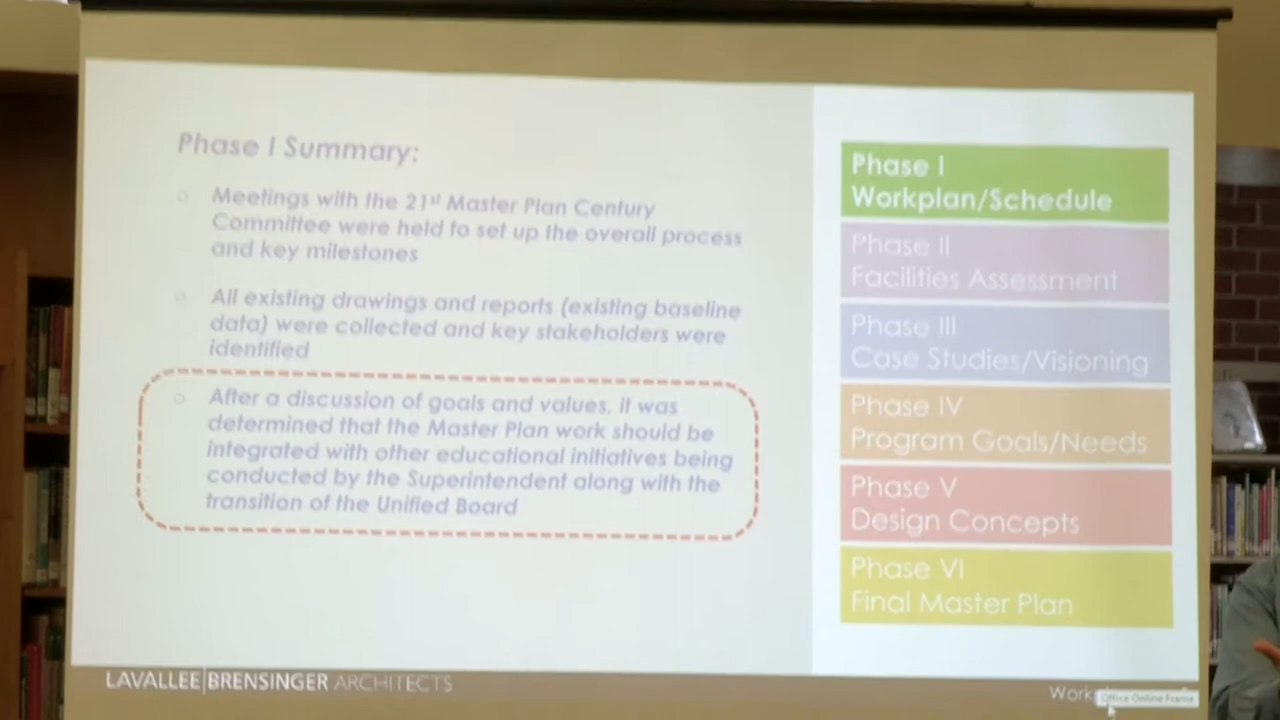 Phase I Summary:
Meetings with the 21st Master Plan Century
Committee were held to set up the overall process
and key milestones
All existing drawings and reports (existing baseline
data) were collected and key stakeholders were
identified
After a discussion of goals and values, it was
determined that the Master Plan work should be
integrated with other educational initiatives being
conducted by the Superintendent along with the
transition of the Unified Board
Phase I
Workplan/Schedule
Phase II
Facilities Assessment
Phase III
Case Studies/Visioning
Phase IV
Program Goals/Needs
Phase V
Design Concepts
Phase VI
Final Master Plan
LAVALLEE|BRENSINGER ARCHITECTS
Office Online Frame